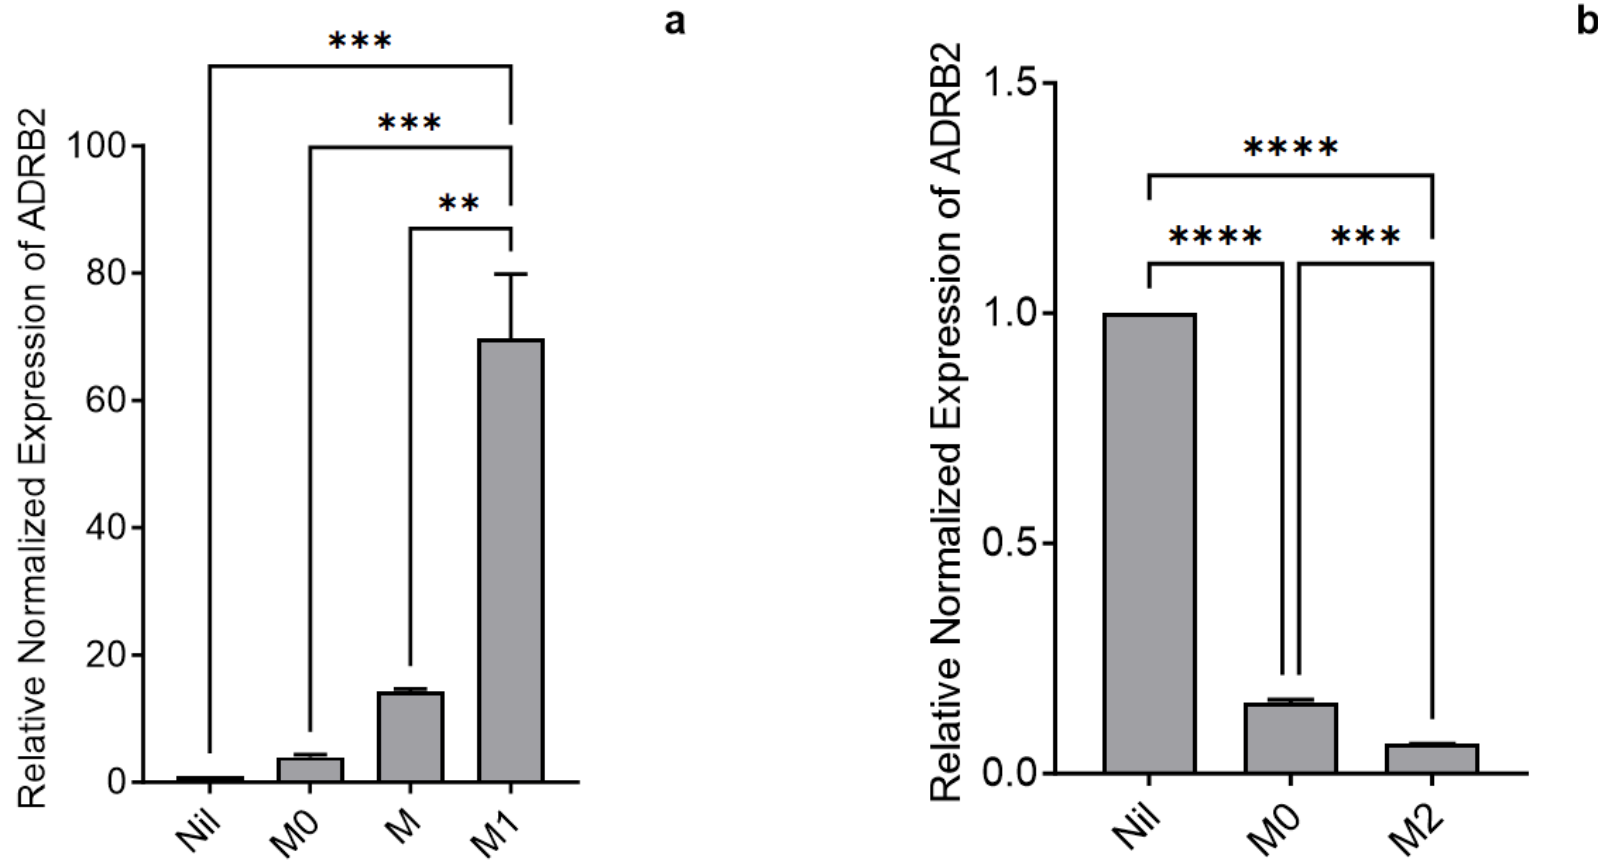 a
***
***
**
Relative Normalized Expression of ADRB2
100
80
60
40
20
0
Nil
M0
M
M1
b
****
****
***
Relative Normalized Expression of ADRB2
1.5
1.0
0.5
0.0
Nil
M0
M2